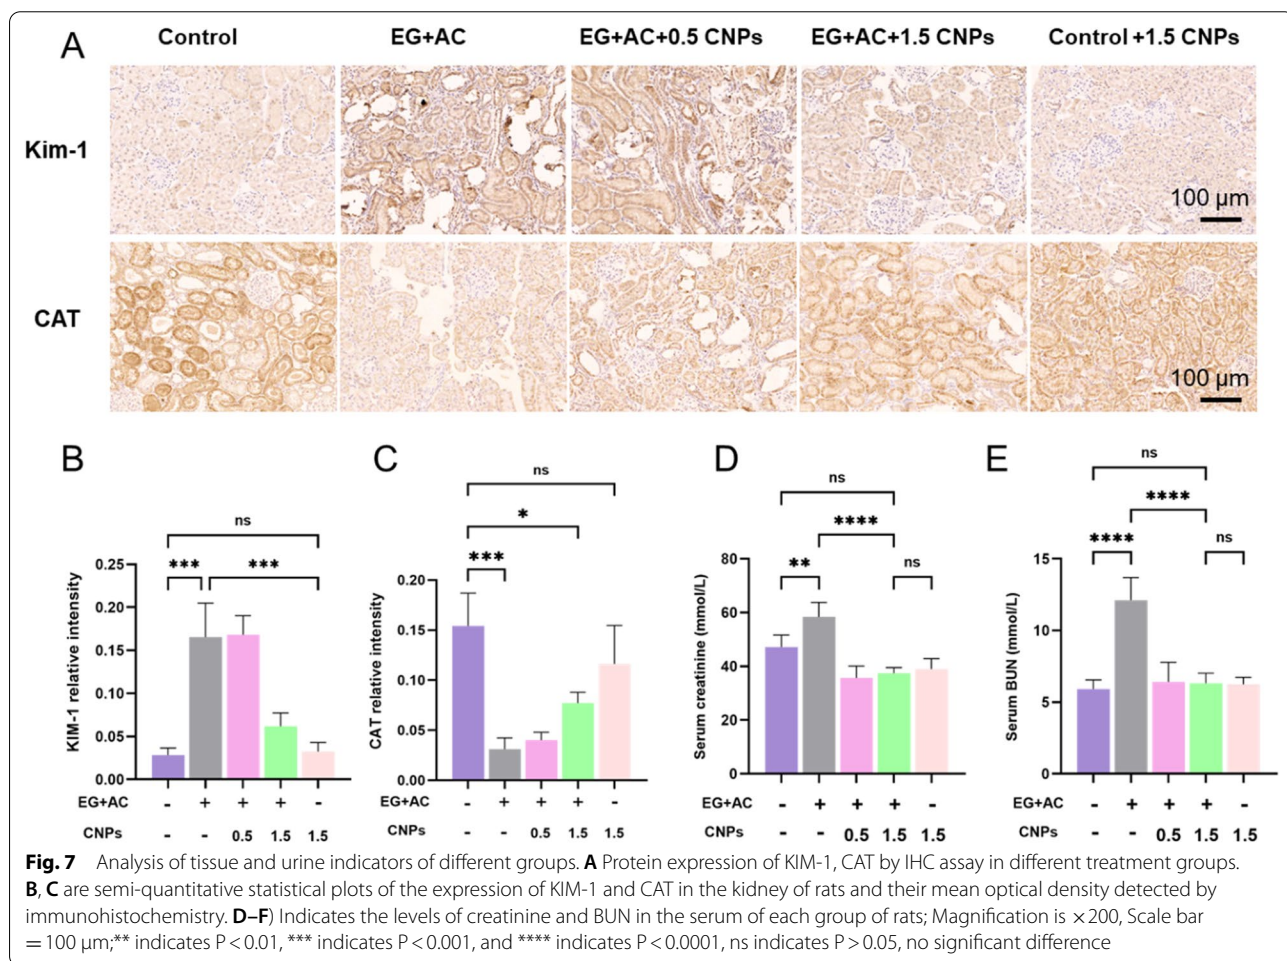 A
Control
EG+AC
EG+AC+0.5 CNPs
EG+AC+1.5 CNPs
Control +1.5 CNPs
Kim-1
100 μm
CAT
100 μm
B
KIM-1 relative intensity
0.25
0.20
0.15
0.10
0.05
0.00
ns
***
***
EG+AC - + + + -
CNPs - - 0.5 1.5 1.5
C
CAT relative intensity
0.20
0.15
0.10
0.05
0.00
ns
*
***
- + + + -
- - 0.5 1.5 1.5
D
Serum creatinine (mmol/L)
80
60
40
20
0
ns
****
**
ns
EG+AC - + + + -
CNPs - - 0.5 1.5 1.5
E
Serum BUN (mmol/L)
15
10
5
0
ns
****
****
ns
EG+AC - + + + -
CNPs - - 0.5 1.5 1.5
Fig. 7 Analysis of tissue and urine indicators of different groups. A Protein expression of KIM-1, CAT by IHC assay in different treatment groups.
B, C are semi-quantitative statistical plots of the expression of KIM-1 and CAT in the kidney of rats and their mean optical density detected by
immunohistochemistry. D–F) Indicates the levels of creatinine and BUN in the serum of each group of rats; Magnification is ×200, Scale bar
= 100 μm;** indicates P < 0.01, *** indicates P < 0.001, and **** indicates P < 0.0001, ns indicates P > 0.05, no significant difference